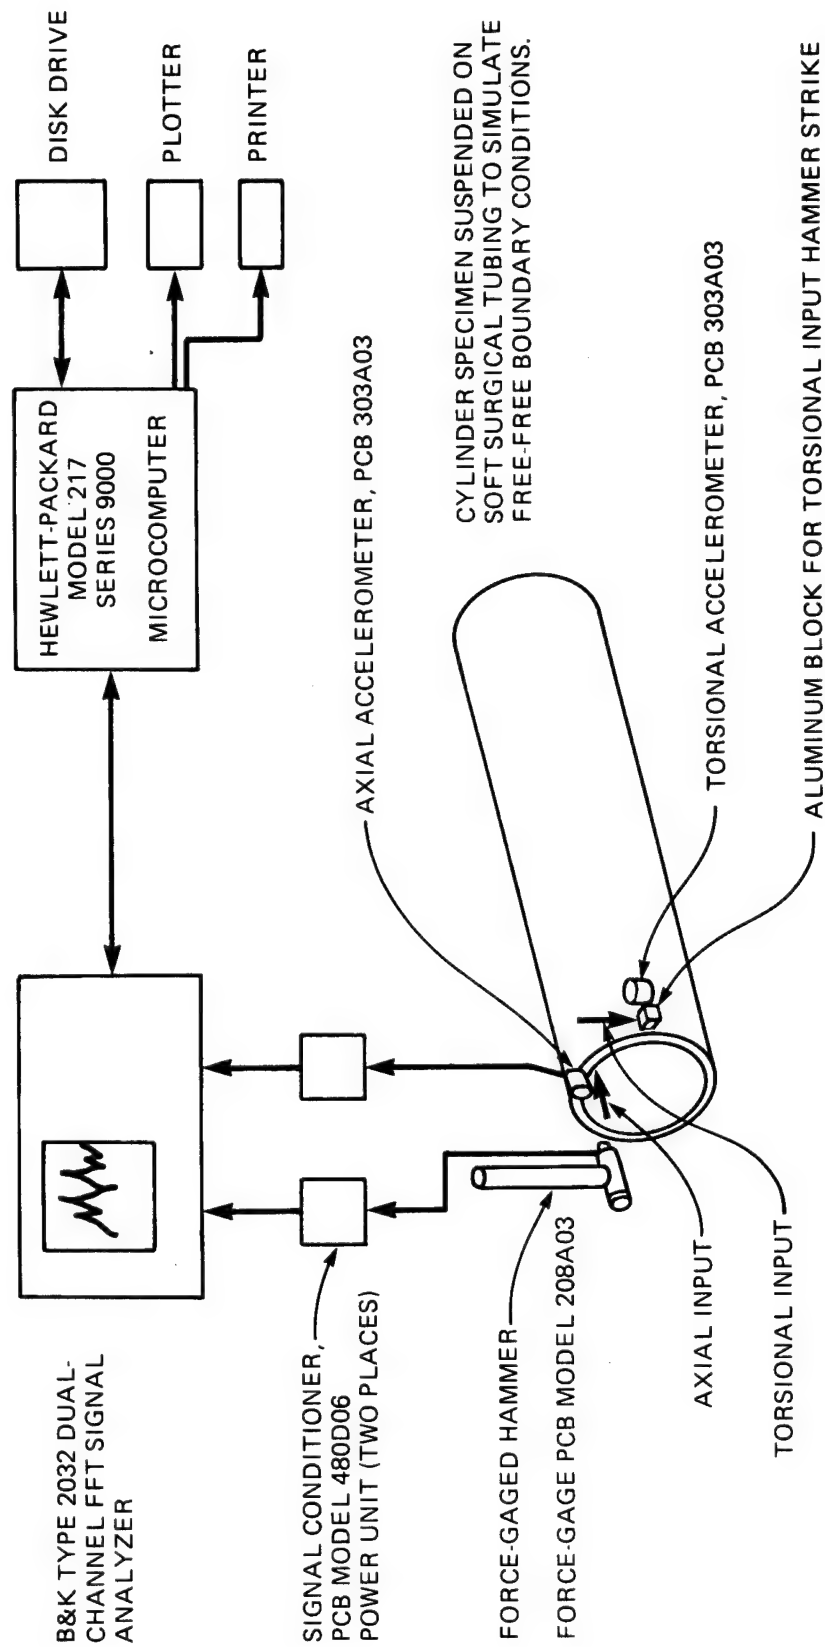 B&K TYPE 2032 DUAL-
CHANNEL FFT SIGNAL
ANALYZER
HEWLETT-PACKARD
MODEL 217
SERIES 9000
MICROCOMPUTER
DISK DRIVE
PLOTTER
PRINTER
SIGNAL CONDITIONER,
PCB MODEL 480D06
POWER UNIT (TWO PLACES)
AXIAL ACCELEROMETER, PCB 303A03
CYLINDER SPECIMEN SUSPENDED ON
SOFT SURGICAL TUBING TO SIMULATE
FREE-FREE BOUNDARY CONDITIONS.
FORCE-GAGED HAMMER
FORCE-GAGE PCB MODEL 208A03
AXIAL INPUT
TORSIONAL INPUT
TORSIONAL ACCELEROMETER, PCB 303A03
ALUMINUM BLOCK FOR TORSIONAL INPUT HAMMER STRIKE